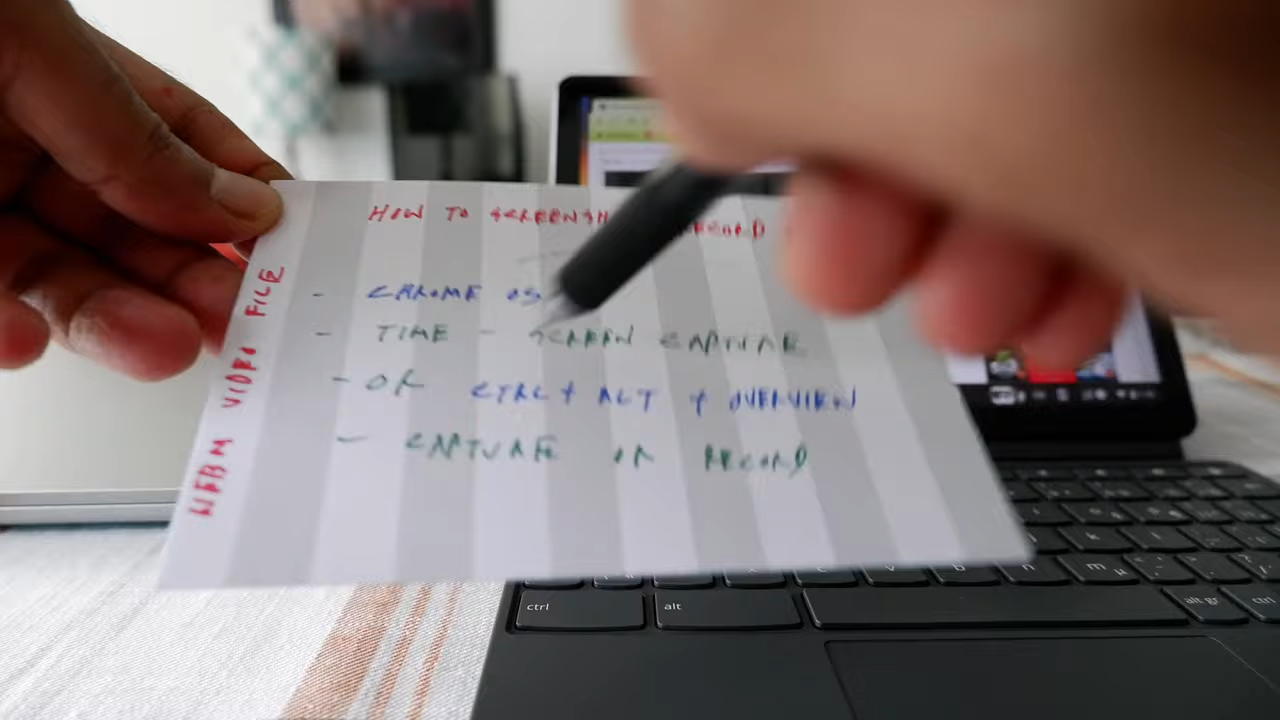 HOW TO SCREENSH RECORD
- CHROME OS
- TIME - SCREEN CAPTURE
- OR CTRL + ALT + OVERVIEW
- CAPTURE OR RECORD
WEBM VIDEO FILE
ctrl
alt
alt gr
ctrl